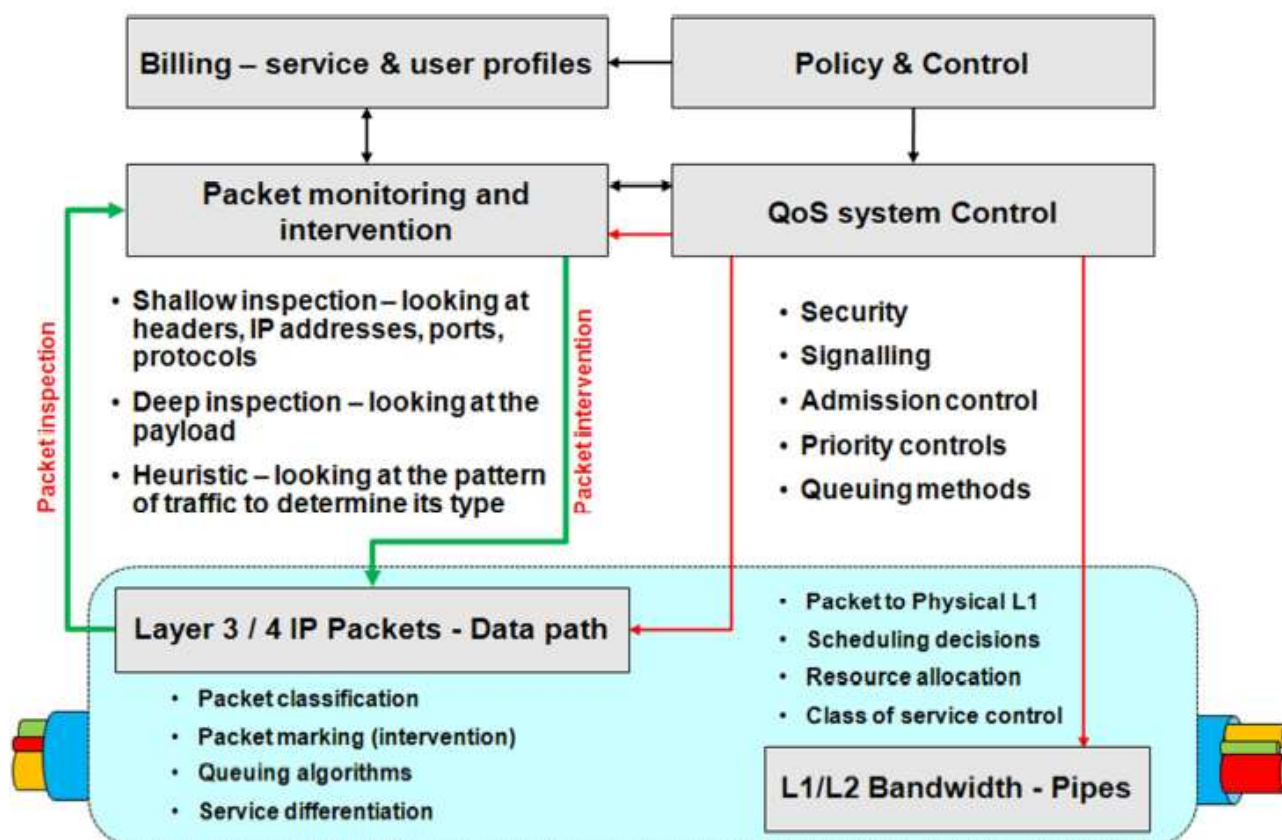 Billing – service & user profiles
Policy & Control
Packet monitoring and
intervention
QoS system Control
Packet inspection
• Shallow inspection – looking at
headers, IP addresses, ports,
protocols
• Deep inspection – looking at the
payload
• Heuristic – looking at the pattern
of traffic to determine its type
Packet intervention
• Security
• Signalling
• Admission control
• Priority controls
• Queuing methods
Layer 3 / 4 IP Packets - Data path
• Packet classification
• Packet marking (intervention)
• Queuing algorithms
• Service differentiation
• Packet to Physical L1
• Scheduling decisions
• Resource allocation
• Class of service control
L1/L2 Bandwidth - Pipes